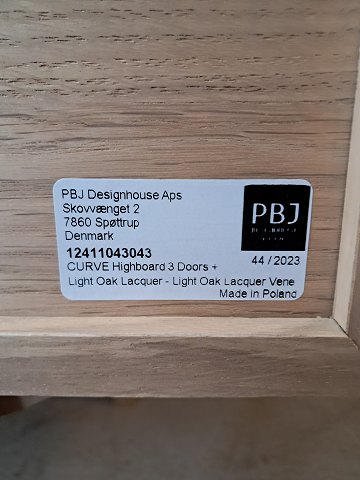 PBJ Designhouse Aps
Skovvænget 2
7860 Spøttrup
Denmark
12411043043
CURVE Highboard 3 Doors +
Light Oak Lacquer - Light Oak Lacquer Vene
Made in Poland
PBJ
44 / 2023